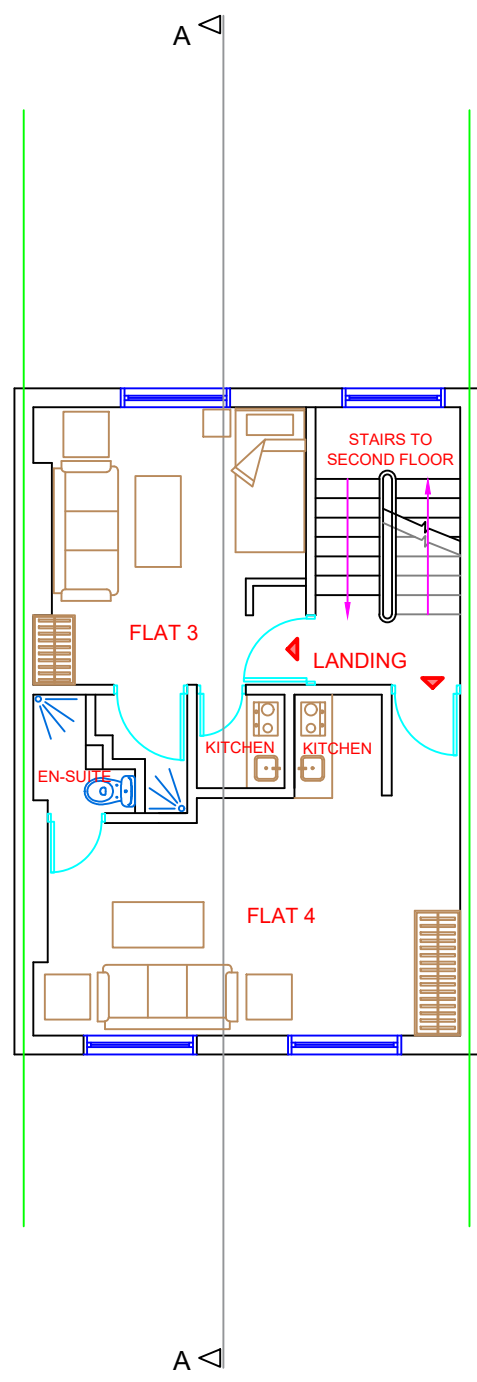 A
STAIRS TO
SECOND FLOOR
FLAT 3
LANDING
KITCHEN
KITCHEN
EN-SUITE
FLAT 4
A